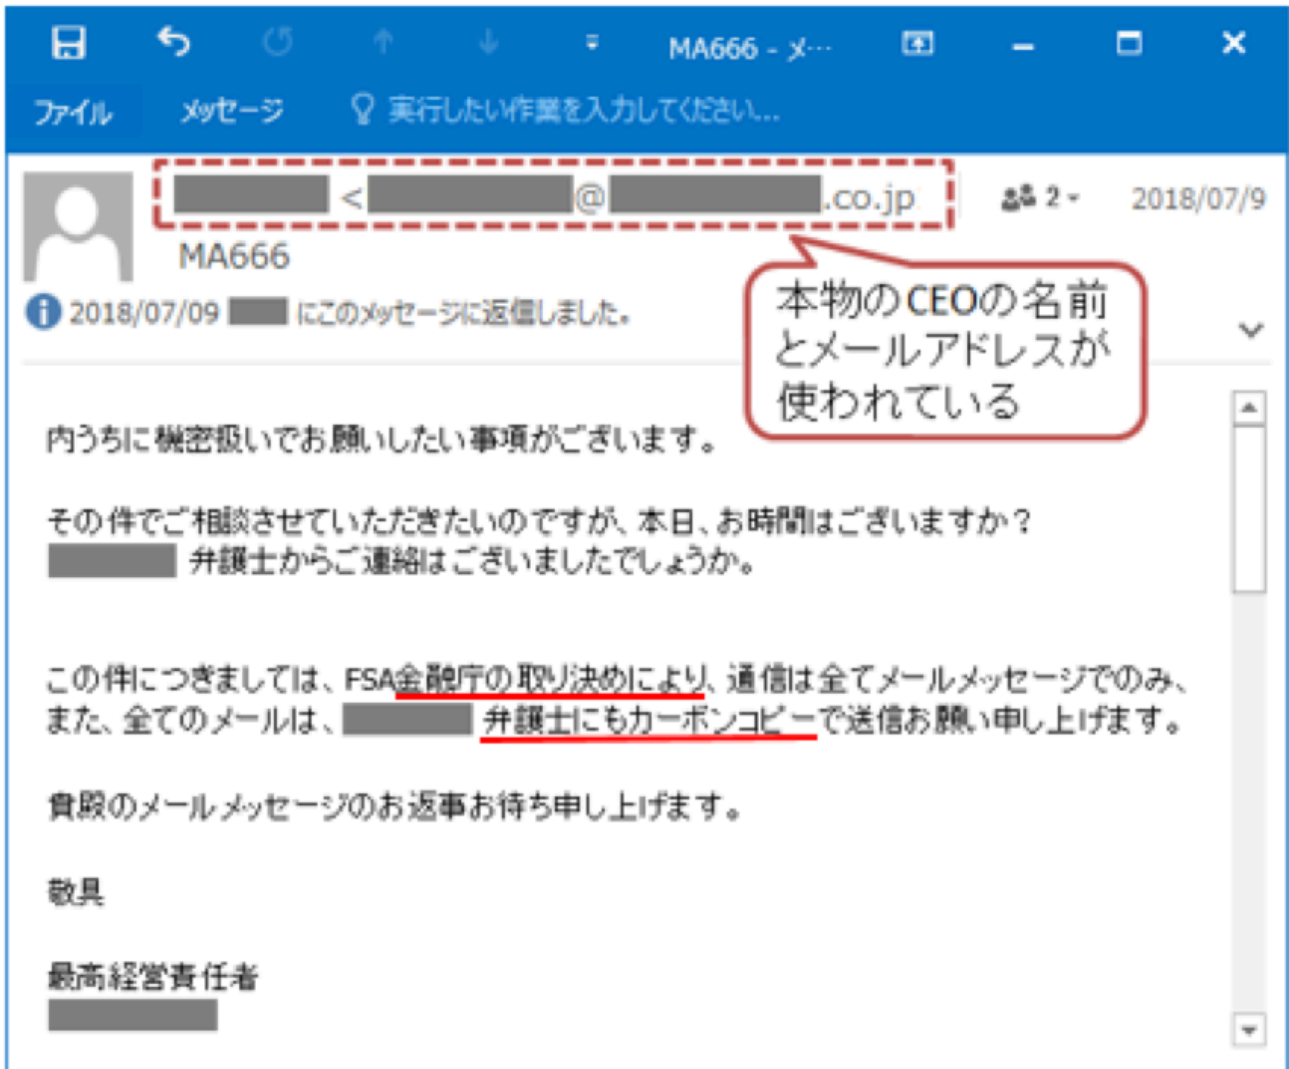 MA666 - メ…
ファイル メッセージ 実行したい作業を入力してください...
< @ .co.jp 2 2018/07/9
MA666
2018/07/09 にこのメッセージに返信しました。
本物のCEOの名前
とメールアドレスが
使われている
内うちに機密扱いでお願いしたい事項がございます。
その件でご相談させていただきたいのですが、本日、お時間はございますか?
弁護士からご連絡はございましたでしょうか。
この件につきましては、FSA金融庁の取り決めにより、通信は全てメールメッセージでのみ、
また、全てのメールは、 弁護士にもカーボンコピーで送信お願い申し上げます。
貴殿のメールメッセージのお返事お待ち申し上げます。
敬具
最高経営責任者